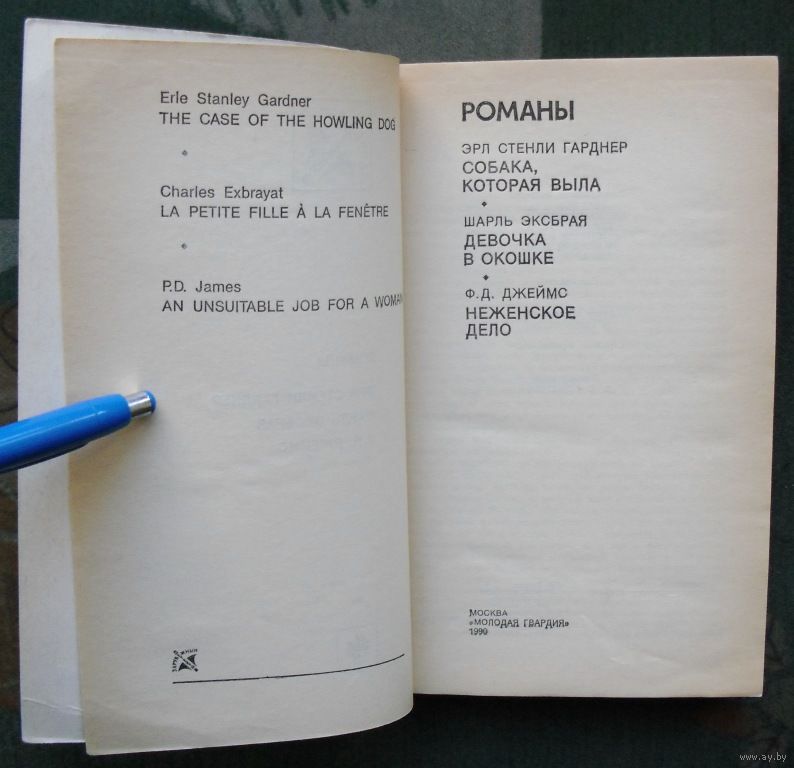 Erle Stanley Gardner
THE CASE OF THE HOWLING DOG
Charles Exbrayat
LA PETITE FILLE À LA FENÊTRE
P.D. James
AN UNSUITABLE JOB FOR A WOMAN
РОМАНЫ
ЭРЛ СТЕНЛИ ГАРДНЕР
СОБАКА,
КОТОРАЯ ВЫЛА
ШАРЛЬ ЭКСБРАЯ
ДЕВОЧКА
В ОКОШКЕ
Ф.Д. ДЖЕЙМС
НЕЖЕНСКОЕ
ДЕЛО
МОСКВА
«МОЛОДАЯ ГВАРДИЯ»
1990
www.ay.by